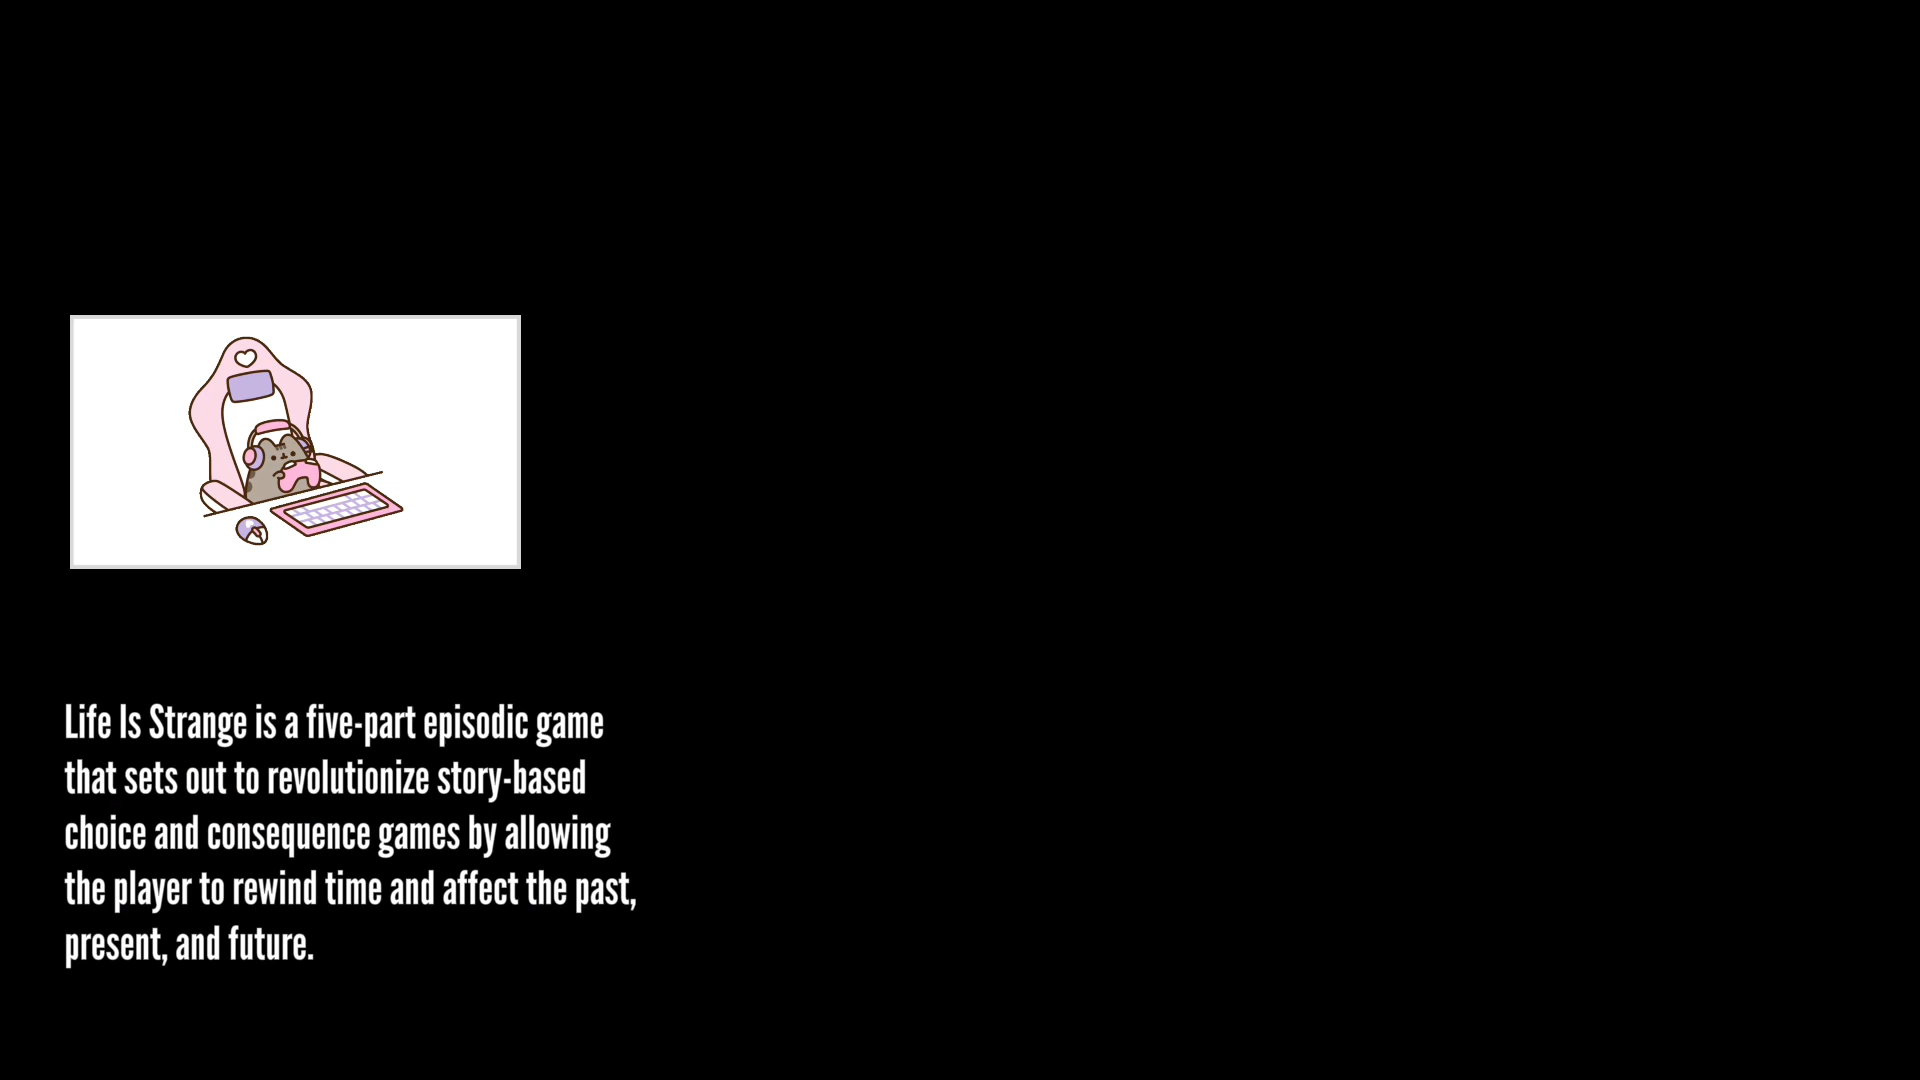 Life Is Strange is a five-part episodic game
that sets out to revolutionize story-based
choice and consequence games by allowing
the player to rewind time and affect the past,
present, and future.